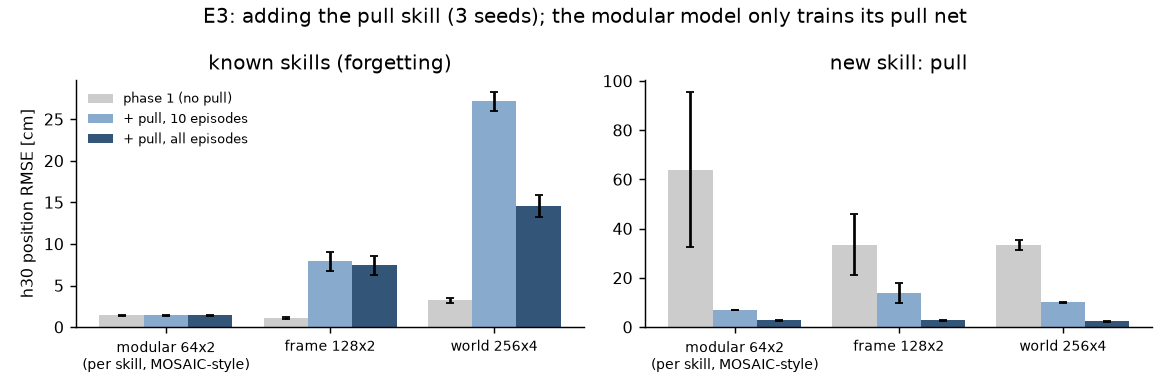 E3: adding the pull skill (3 seeds); the modular model only trains its pull net
known skills (forgetting)
h30 position RMSE [cm]
25
20
15
10
5
0
phase 1 (no pull)
+ pull, 10 episodes
+ pull, all episodes
modular 64x2
(per skill, MOSAIC-style)
frame 128x2
world 256x4
new skill: pull
100
80
60
40
20
0
modular 64x2
(per skill, MOSAIC-style)
frame 128x2
world 256x4